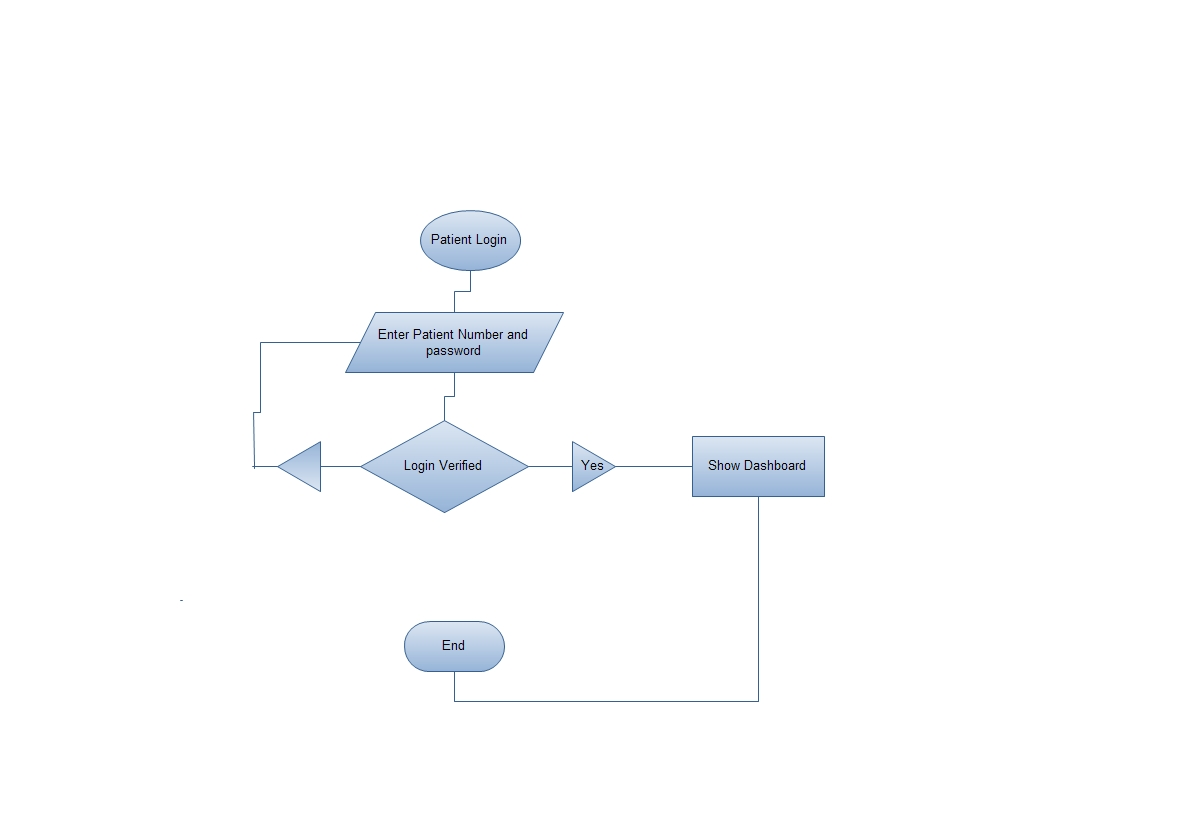 Patient Login
Enter Patient Number and
password
Login Verified
Yes
Show Dashboard
-
End